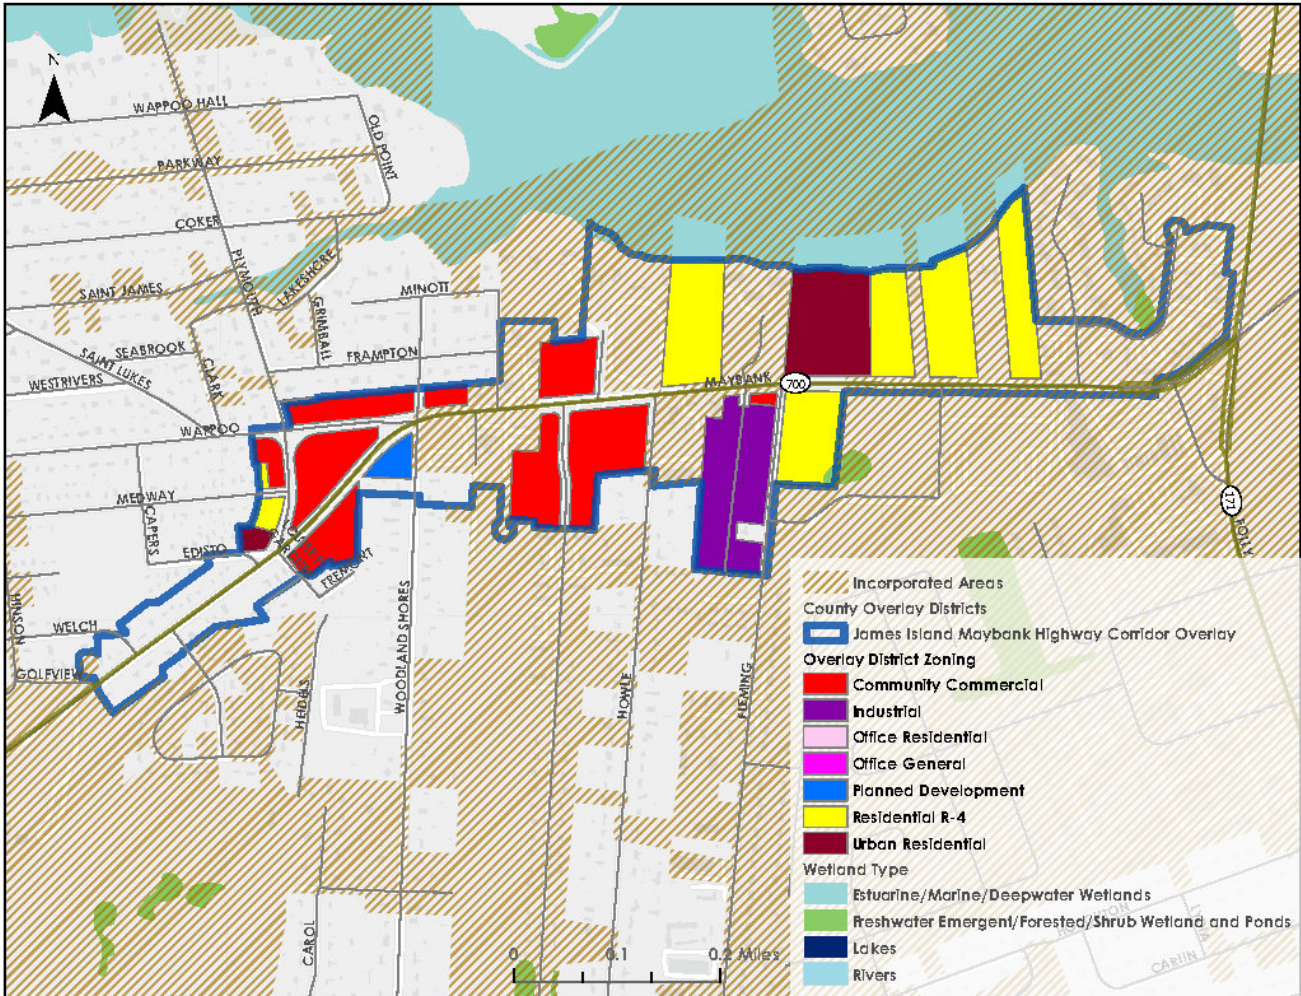 N
WAPPOO HALL
OLD POINT
PARKWAY
COKER
PLYMOUTH
LAKESHORE
SAINT JAMES
MINOTT
GRIMBALL
SEABROOK
FRAMPTON
SAINT LUKES
CLARK
WESTRIVERS
MAYBANK
700
WAPPOO
MEDWAY
CAPERS
EDISTO
FREMONT
171
FOLLY
HINSON
WELCH
GOLFVIEW
HEIDELS
WOODLAND SHORES
HOWLE
FLEMING
CAROL
Incorporated Areas
County Overlay Districts
James Island Maybank Highway Corridor Overlay
Overlay District Zoning
Community Commercial
Industrial
Office Residential
Office General
Planned Development
Residential R-4
Urban Residential
Wetland Type
Estuarine/Marine/Deepwater Wetlands
Freshwater Emergent/Forested/Shrub Wetland and Ponds
Lakes
Rivers
CARLIN
0 0.1 0.2 Miles